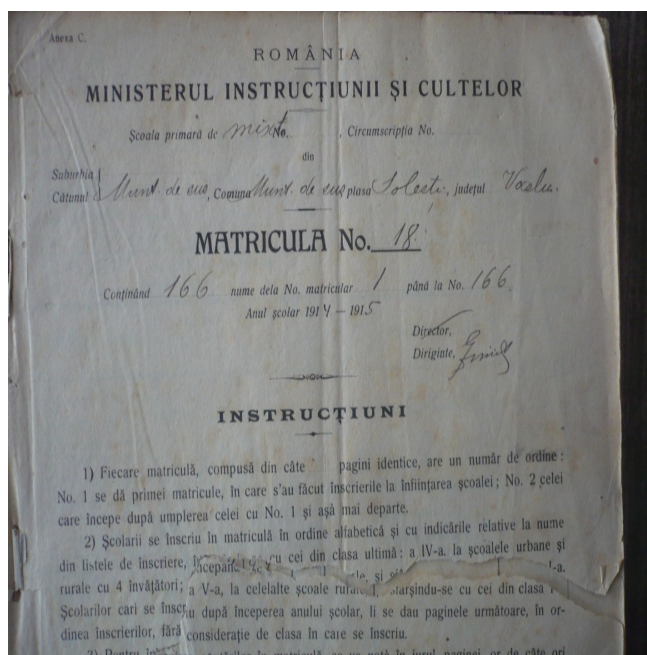 Anexa C.
ROMÂNIA
MINISTERUL INSTRUCȚIUNII ȘI CULTELOR
Școala primară de mixt No. , Circumscripția No.
din
Suburbia
Cătunul Munt. de sus, Comuna Munt. de sus plasa Solești, județul Vaslu.
MATRICULA No. 18
Conținând 166 nume dela No. matricular 1 până la No. 166.
Anul școlar 1914 — 1915
Director,
Diriginte,
INSTRUCȚIUNI
1) Fiecare matriculă, compusă din câte pagini identice, are un număr de ordine :
No. 1 se dă primei matricule, în care s'au făcut înscrierile la înființarea școalei ; No. 2 celei
care începe după umplerea celei cu No. 1 și așà mai departe.
2) Școlarii se înscriu în matriculă în ordine alfabetică și cu indicările relative la nume
din listele de înscriere, cu cei din clasa ultimă : a IV-a. la școalele urbane și
rurale cu 4 învățători ; a V-a, la celelalte școale sfârșindu-se cu cei din clasa
Școlarilor cari se înscriu după începerea anului școlar, li se dau paginele următoare, în or-
dinea înscrierilor, fără considerație de clasa în care se înscriu.